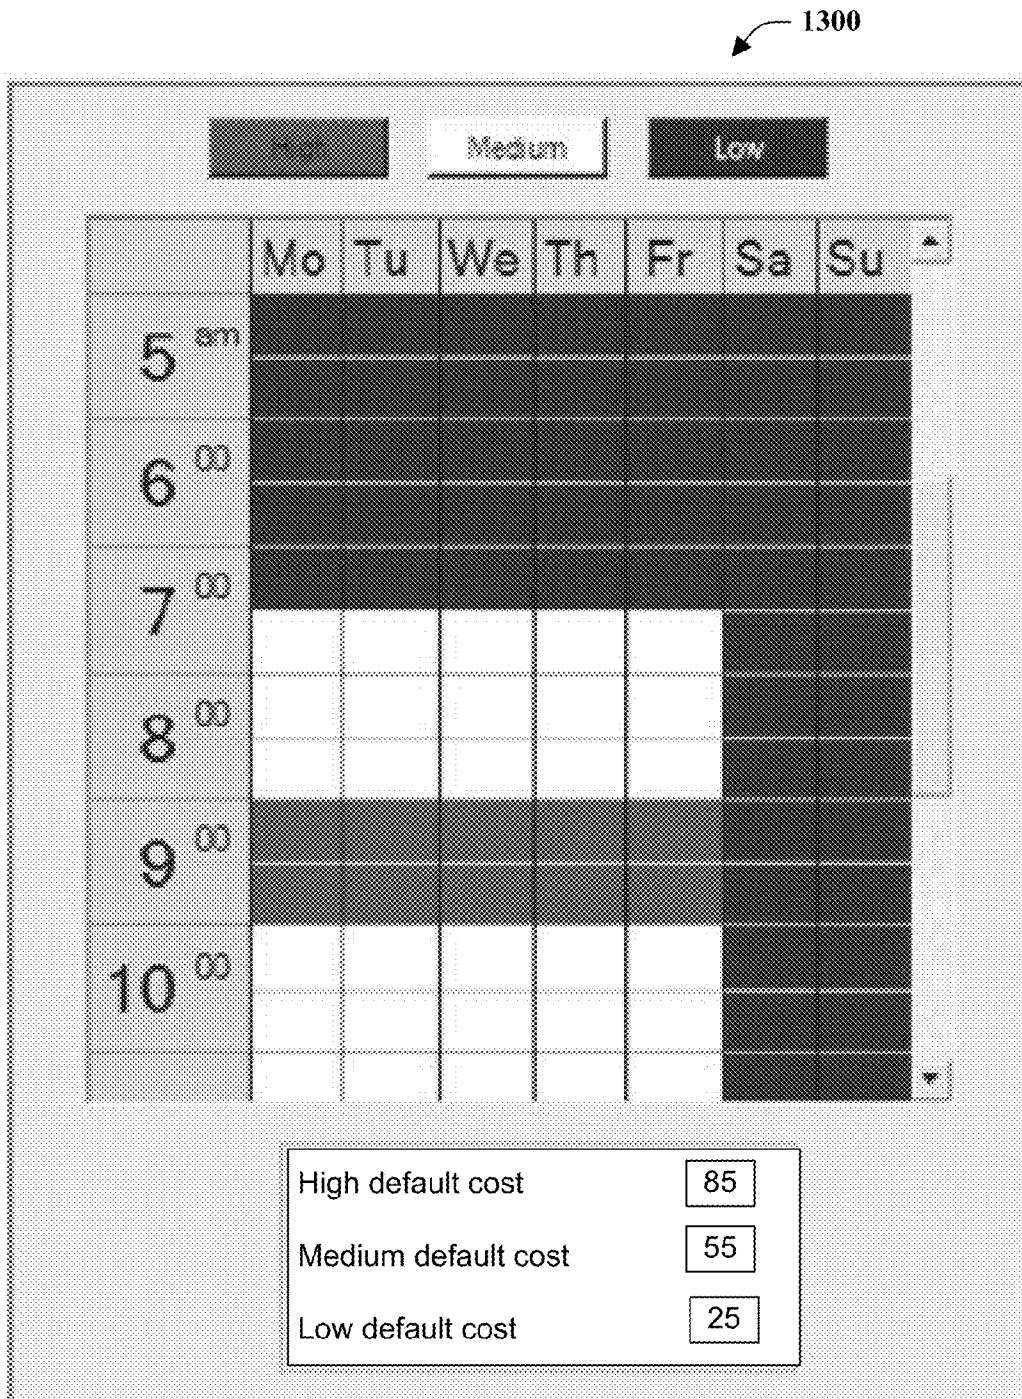 1300
High Medium Low
Mo Tu We Th Fr Sa Su
5 am
6 00
7 00
8 00
9 00
10 00
High default cost 85
Medium default cost 55
Low default cost 25